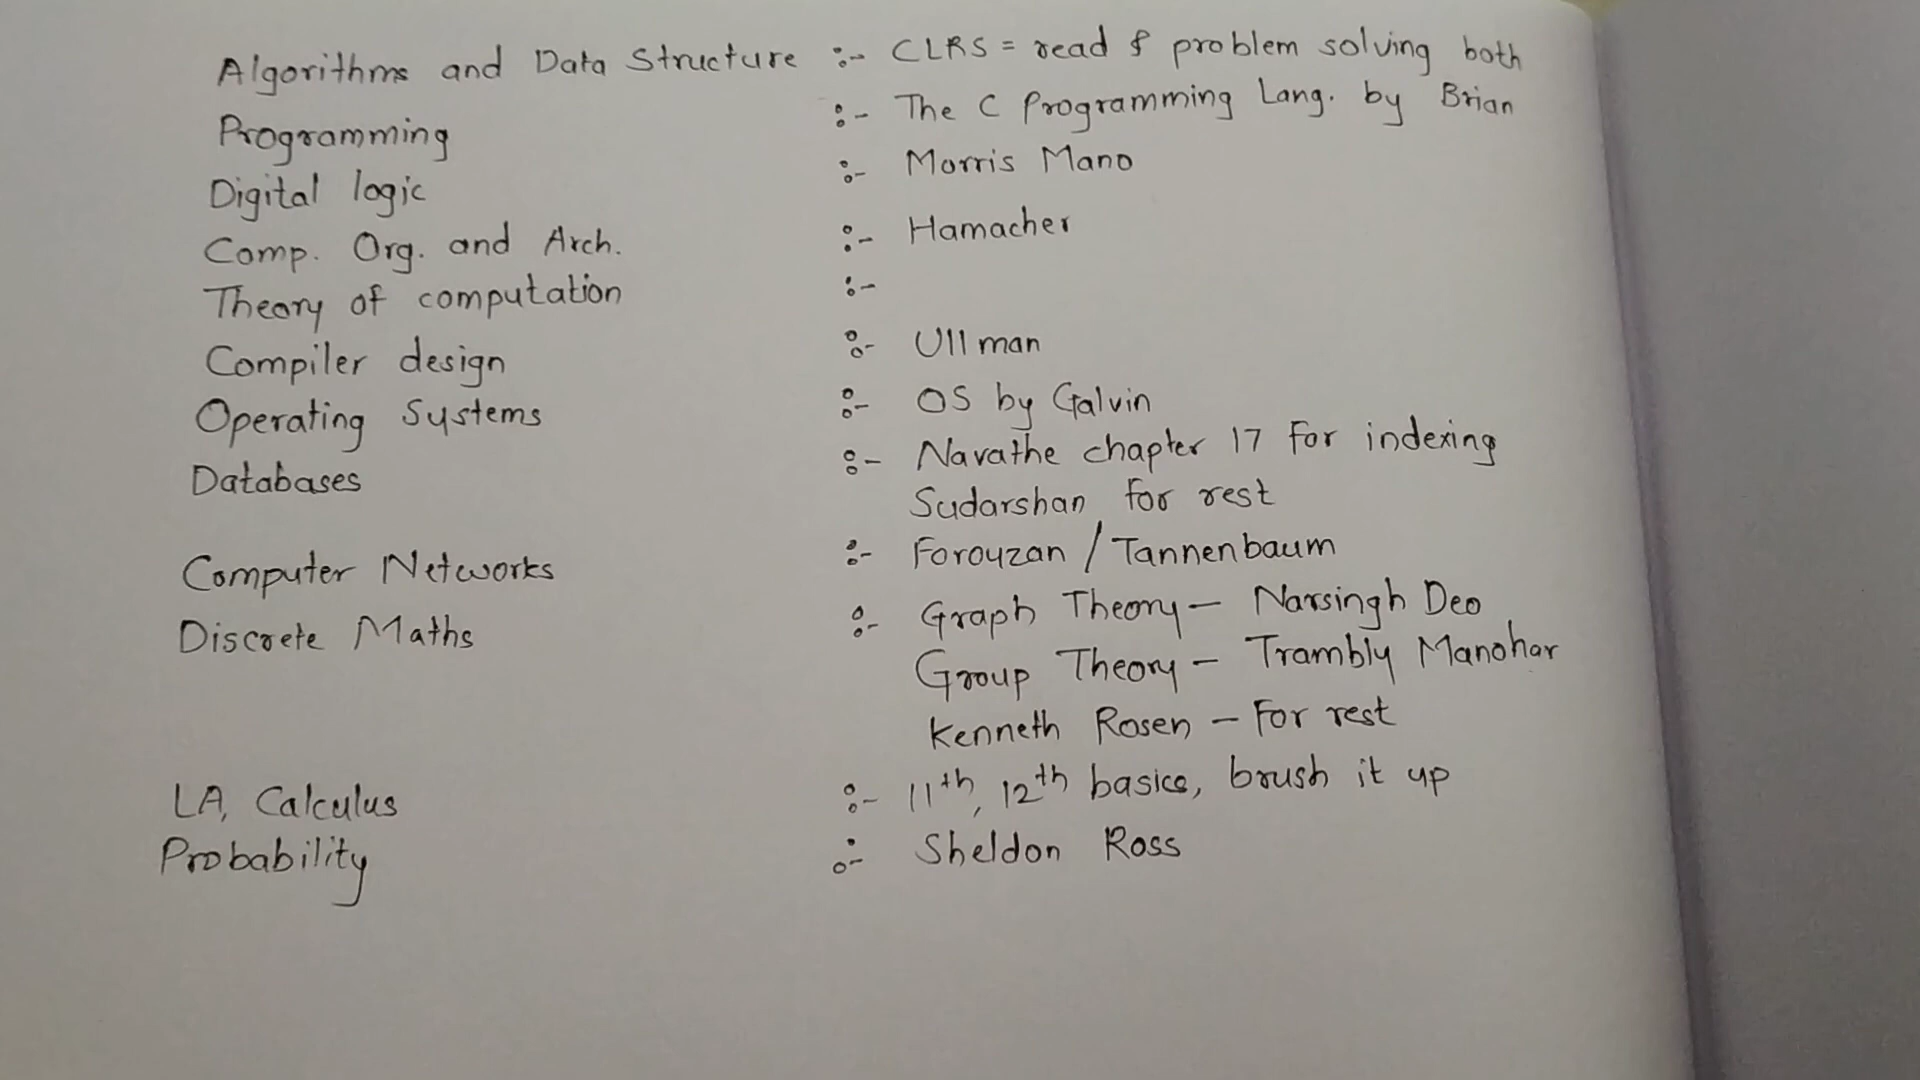 Algorithms and Data Structure :- CLRS = read & problem solving both
Programming :- The C Programming Lang. by Brian
Digital logic :- Morris Mano
Comp. Org. and Arch. :- Hamacher
Theory of computation :-
Compiler design :- Ullman
Operating Systems :- OS by Galvin
Databases :- Navathe chapter 17 for indexing
Sudarshan for rest
Computer Networks :- Forouzan / Tannenbaum
Discrete Maths :- Graph Theory - Narsingh Deo
Group Theory - Trambly Manohar
Kenneth Rosen - For rest
LA, Calculus :- 11th, 12th basics, brush it up
Probability :- Sheldon Ross